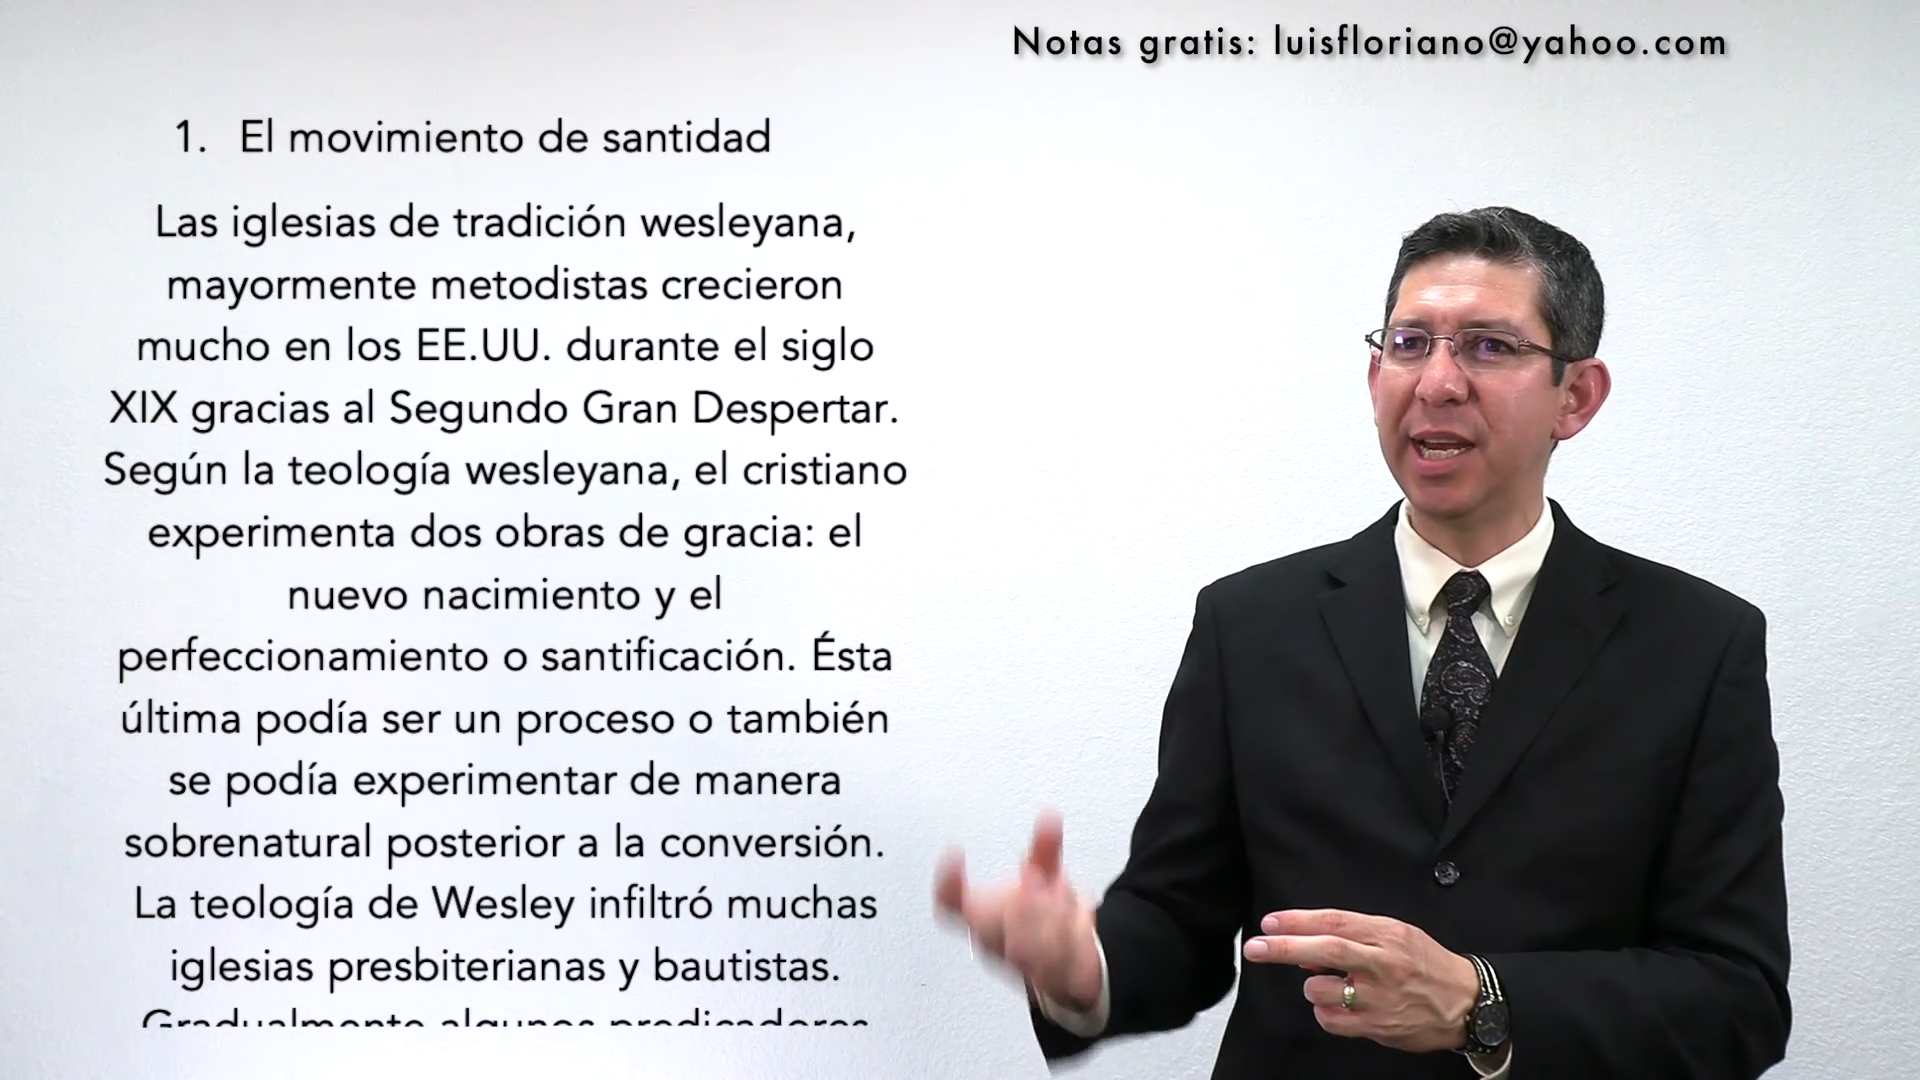 Notas gratis: luisfloriano@yahoo.com
1. El movimiento de santidad
Las iglesias de tradición wesleyana,
mayormente metodistas crecieron
mucho en los EE.UU. durante el siglo
XIX gracias al Segundo Gran Despertar.
Según la teología wesleyana, el cristiano
experimenta dos obras de gracia: el
nuevo nacimiento y el
perfeccionamiento o santificación. Ésta
última podía ser un proceso o también
se podía experimentar de manera
sobrenatural posterior a la conversión.
La teología de Wesley infiltró muchas
iglesias presbiterianas y bautistas.
Gradualmente algunos predicadores